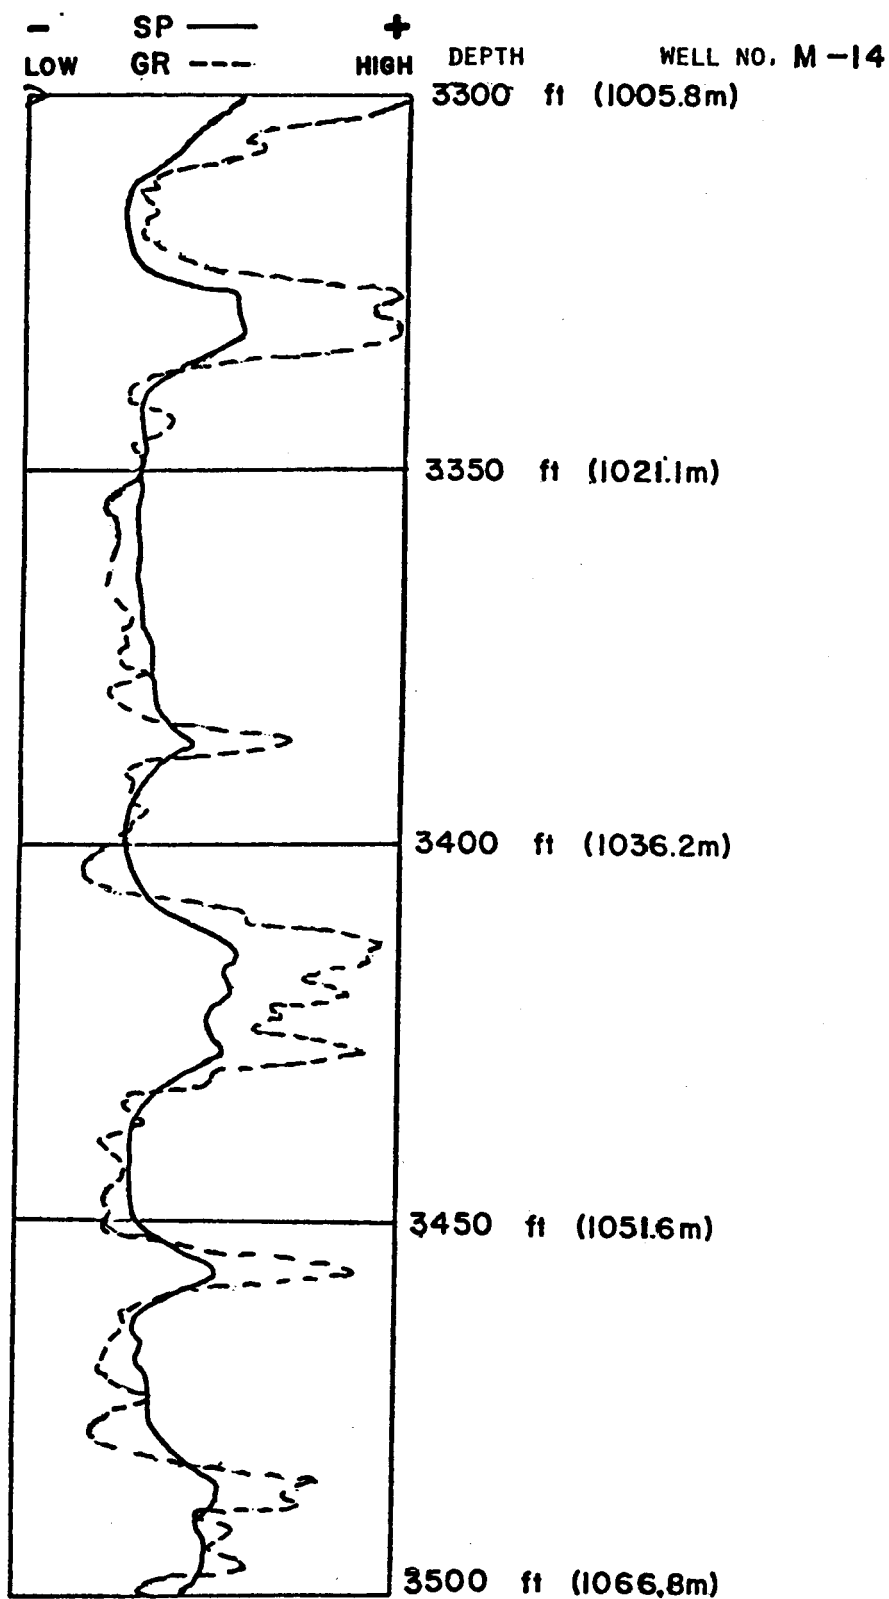 - SP +
LOW GR HIGH DEPTH WELL NO. M-14
3300 ft (1005.8m)
3350 ft (1021.1m)
3400 ft (1036.2m)
3450 ft (1051.6m)
3500 ft (1066.8m)